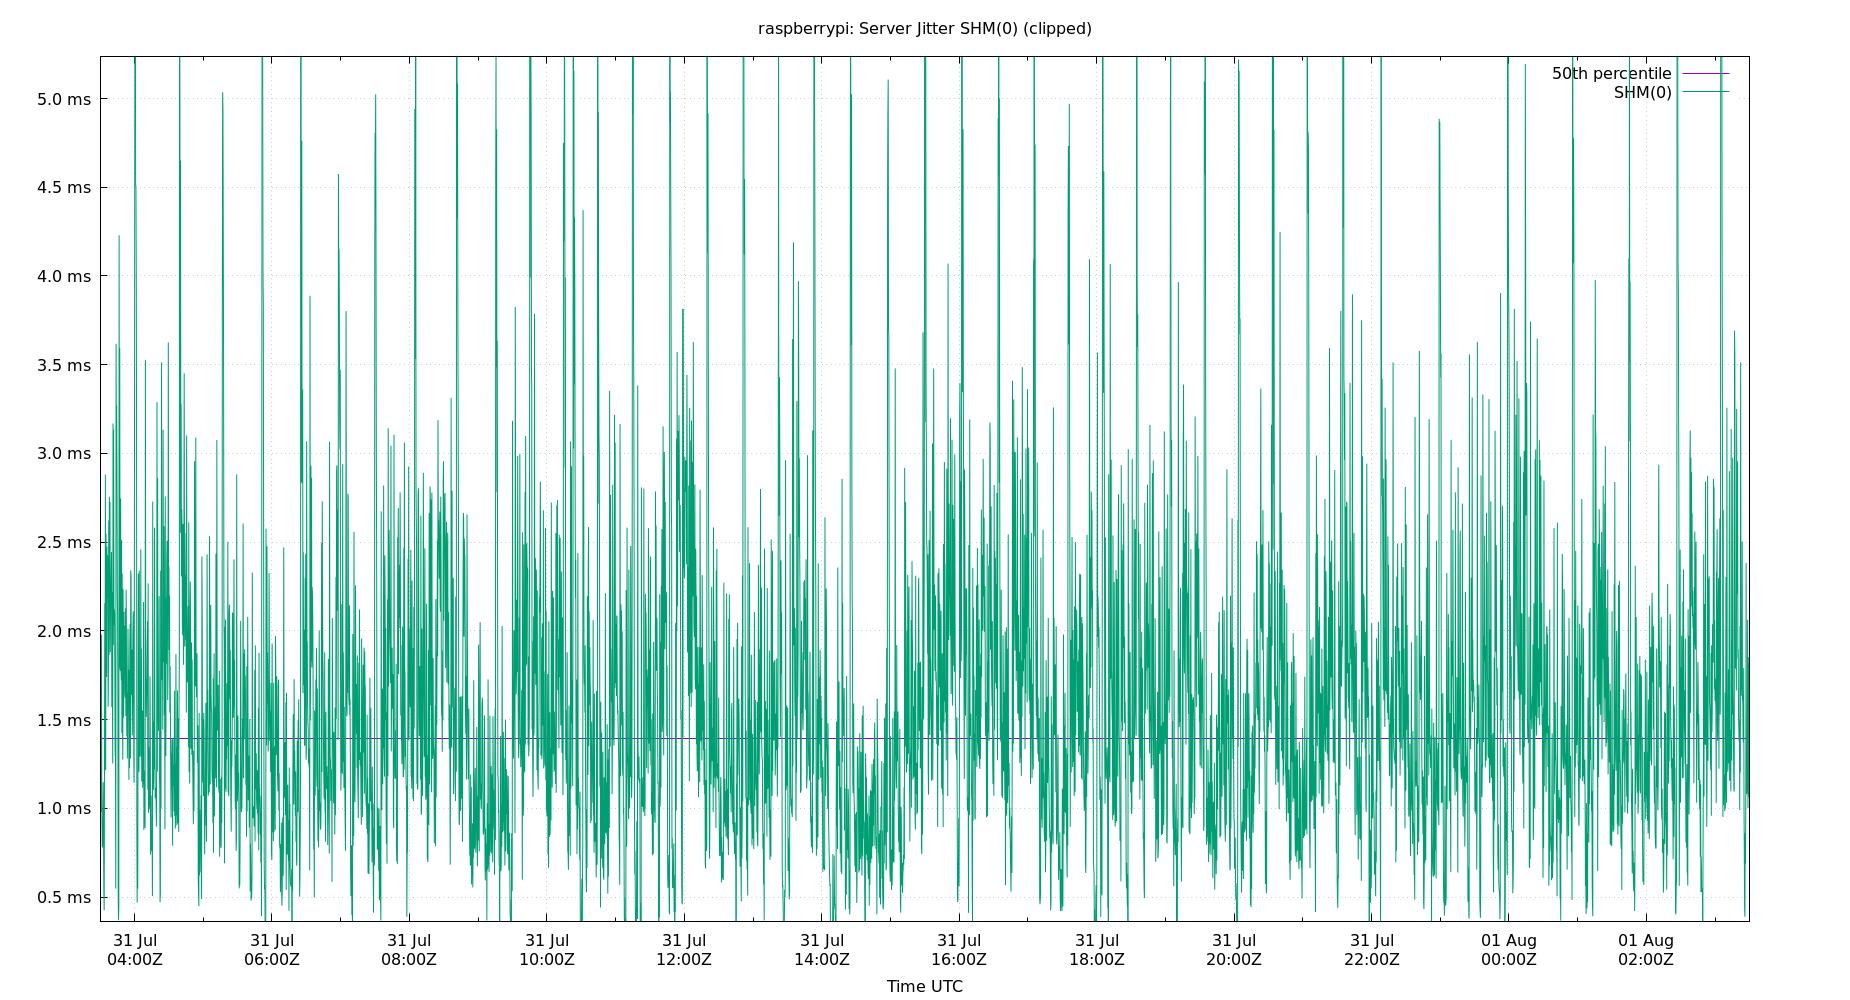 raspberrypi: Server Jitter SHM(0) (clipped)
50th percentile
SHM(0)
5.0 ms
4.5 ms
4.0 ms
3.5 ms
3.0 ms
2.5 ms
2.0 ms
1.5 ms
1.0 ms
0.5 ms
31 Jul 31 Jul 31 Jul 31 Jul 31 Jul 31 Jul 31 Jul 31 Jul 31 Jul 31 Jul 01 Aug 01 Aug
04:00Z 06:00Z 08:00Z 10:00Z 12:00Z 14:00Z 16:00Z 18:00Z 20:00Z 22:00Z 00:00Z 02:00Z
Time UTC